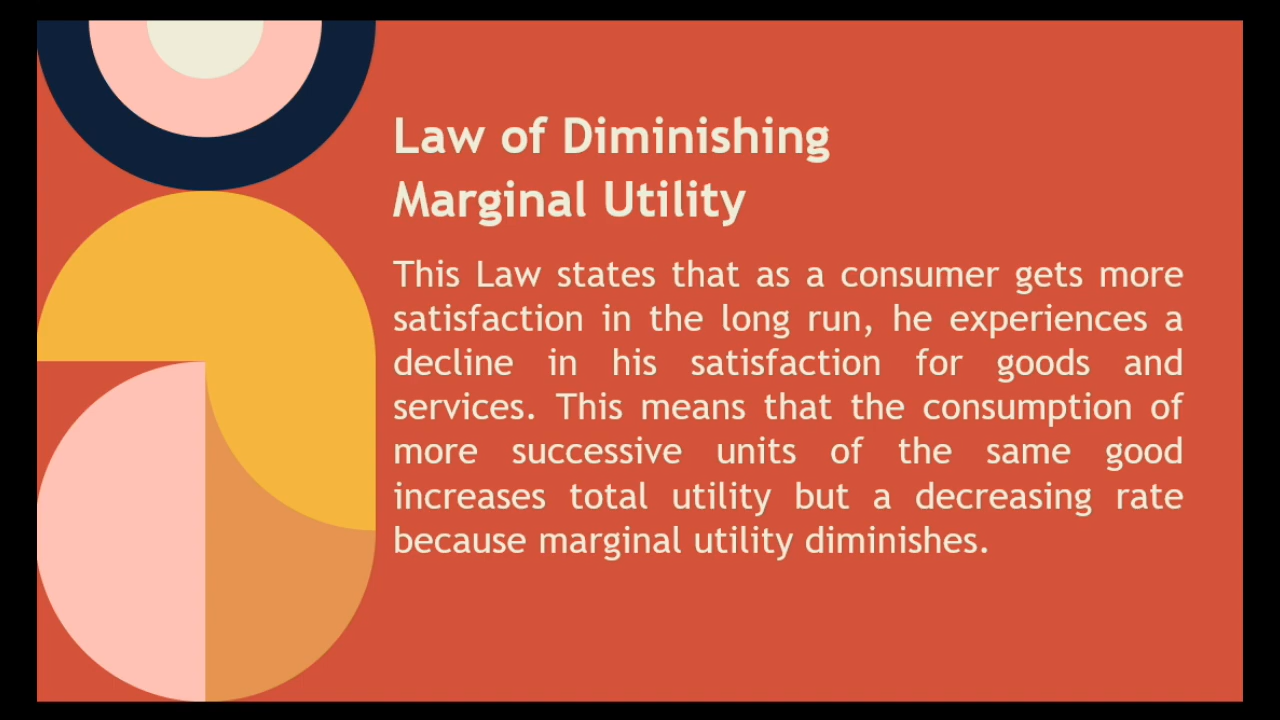 Law of Diminishing
Marginal Utility
This Law states that as a consumer gets more
satisfaction in the long run, he experiences a
decline in his satisfaction for goods and
services. This means that the consumption of
more successive units of the same good
increases total utility but a decreasing rate
because marginal utility diminishes.